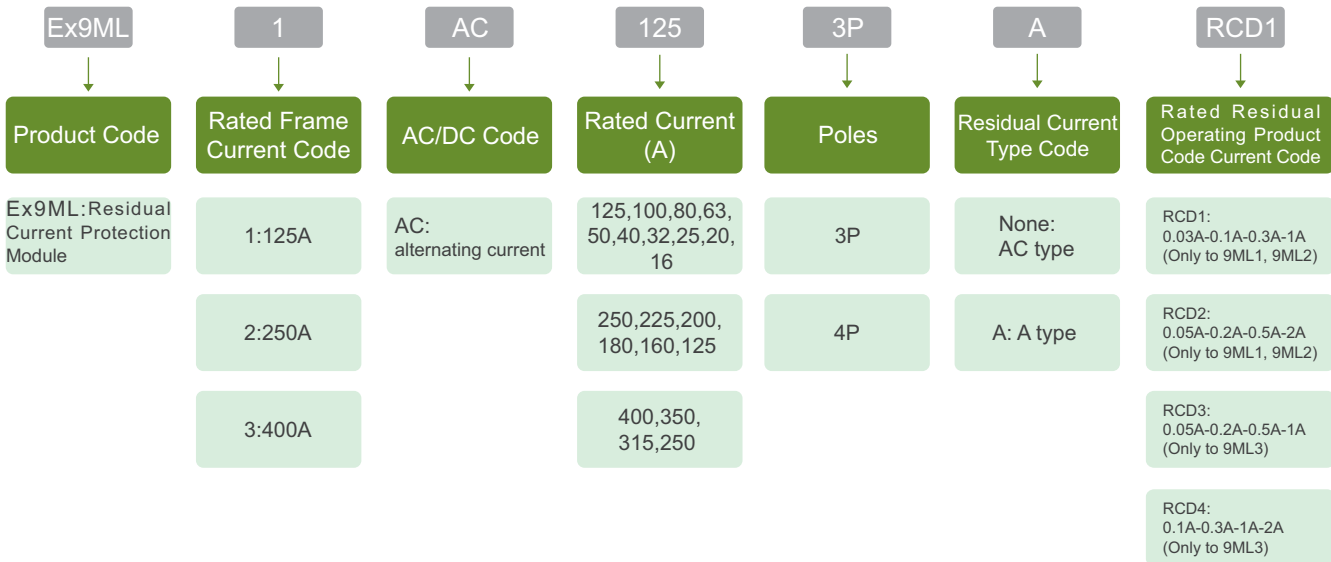 Ex9ML
1
AC
125
3P
A
RCD1
Product Code
Rated Frame
Current Code
AC/DC Code
Rated Current
(A)
Poles
Residual Current
Type Code
Rated Residual
Operating Product
Code Current Code
Ex9ML:Residual
Current Protection
Module
1:125A
2:250A
3:400A
AC:
alternating current
125,100,80,63,
50,40,32,25,20,
16
250,225,200,
180,160,125
400,350,
315,250
3P
4P
None:
AC type
A: A type
RCD1:
0.03A-0.1A-0.3A-1A
(Only to 9ML1, 9ML2)
RCD2:
0.05A-0.2A-0.5A-2A
(Only to 9ML1, 9ML2)
RCD3:
0.05A-0.2A-0.5A-1A
(Only to 9ML3)
RCD4:
0.1A-0.3A-1A-2A
(Only to 9ML3)